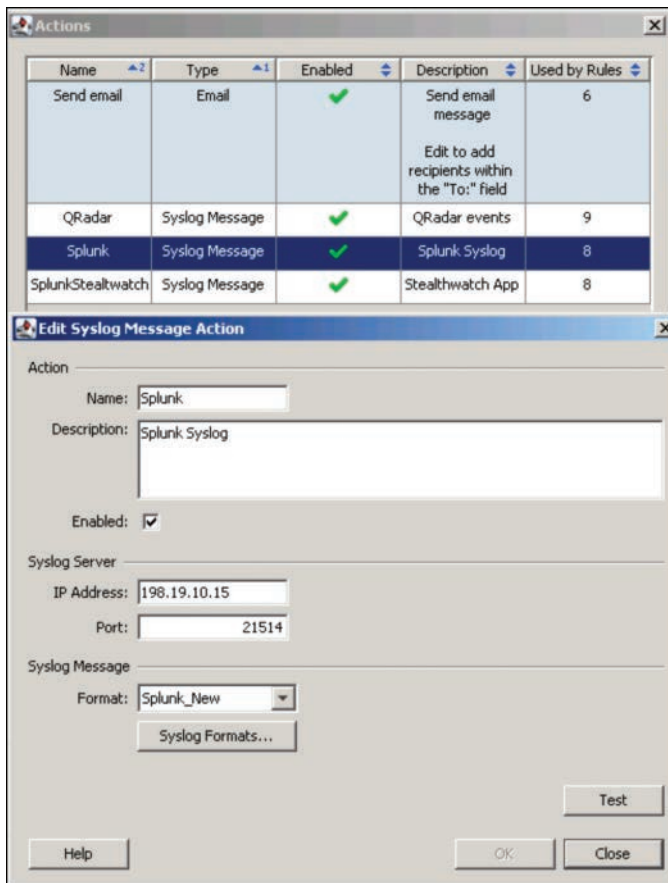 Actions
Name 2 Type 1 Enabled Description Used by Rules
Send email Email Send email 6
message
Edit to add
recipients within
the "To:" field
QRadar Syslog Message QRadar events 9
Splunk Syslog Message Splunk Syslog 8
SplunkStealtwatch Syslog Message Stealthwatch App 8
Edit Syslog Message Action
Action
Name: Splunk
Description: Splunk Syslog
Enabled:
Syslog Server
IP Address: 198.19.10.15
Port: 21514
Syslog Message
Format: Splunk_New
Syslog Formats...
Test
Help OK Close